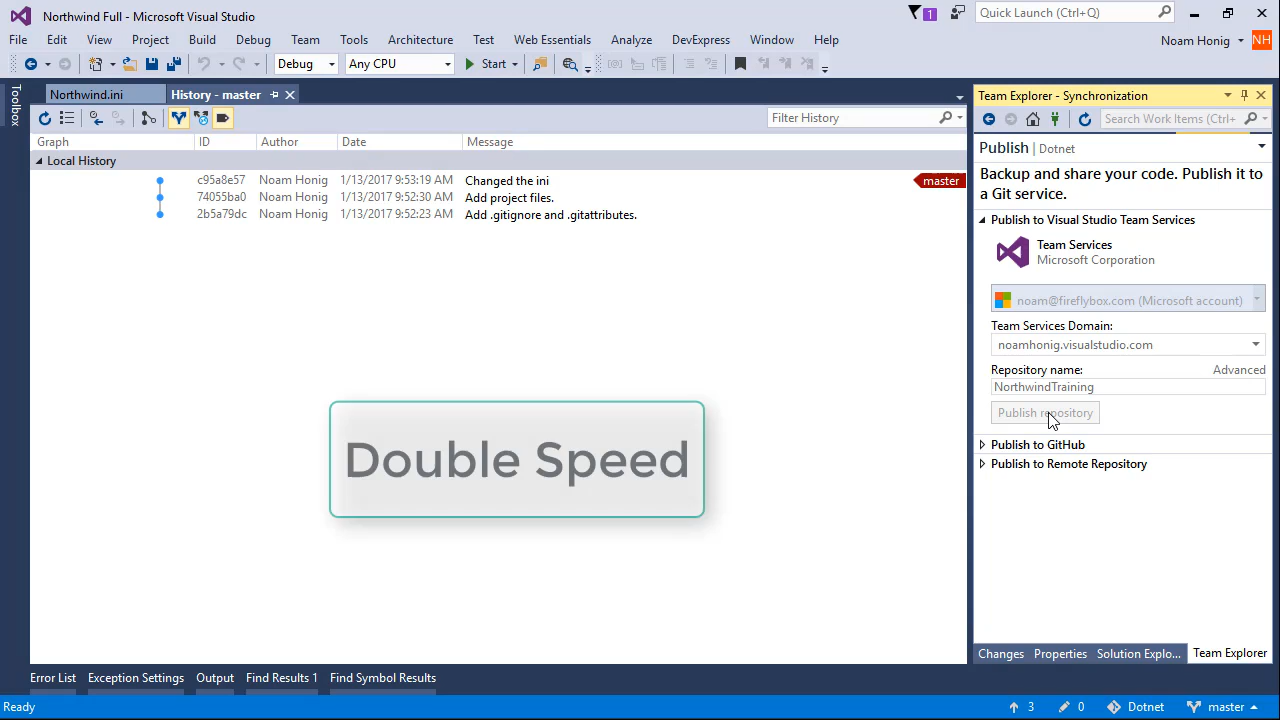 Northwind Full - Microsoft Visual Studio
1
Quick Launch (Ctrl+Q)
File Edit View Project Build Debug Team Tools Architecture Test Web Essentials Analyze DevExpress Window Help
Noam Honig
NH
Debug
Any CPU
Start
Toolbox
Northwind.ini
History - master
Filter History
Graph ID Author Date Message
Local History
c95a8e57 Noam Honig 1/13/2017 9:53:19 AM Changed the ini
master
74055ba0 Noam Honig 1/13/2017 9:52:30 AM Add project files.
2b5a79dc Noam Honig 1/13/2017 9:52:23 AM Add .gitignore and .gitattributes.
Double Speed
Team Explorer - Synchronization
Search Work Items (Ctrl+
Publish | Dotnet
Backup and share your code. Publish it to
a Git service.
Publish to Visual Studio Team Services
Team Services
Microsoft Corporation
noam@fireflybox.com (Microsoft account)
Team Services Domain:
noamhonig.visualstudio.com
Repository name: Advanced
NorthwindTraining
Publish repository
Publish to GitHub
Publish to Remote Repository
Changes Properties Solution Explo... Team Explorer
Error List Exception Settings Output Find Results 1 Find Symbol Results
Ready
3
0
Dotnet
master